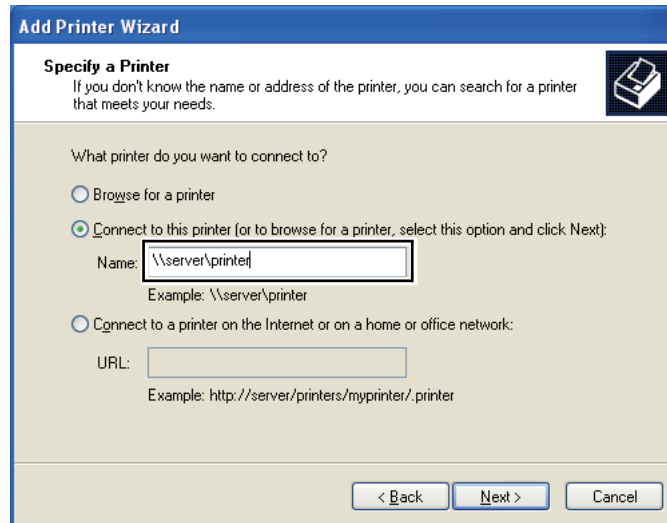 Add Printer Wizard
Specify a Printer
If you don't know the name or address of the printer, you can search for a printer
that meets your needs.
What printer do you want to connect to?
Browse for a printer
Connect to this printer (or to browse for a printer, select this option and click Next):
Name: \\server\printer
Example: \\server\printer
Connect to a printer on the Internet or on a home or office network:
URL:
Example: http://server/printers/myprinter/.printer
< Back Next > Cancel